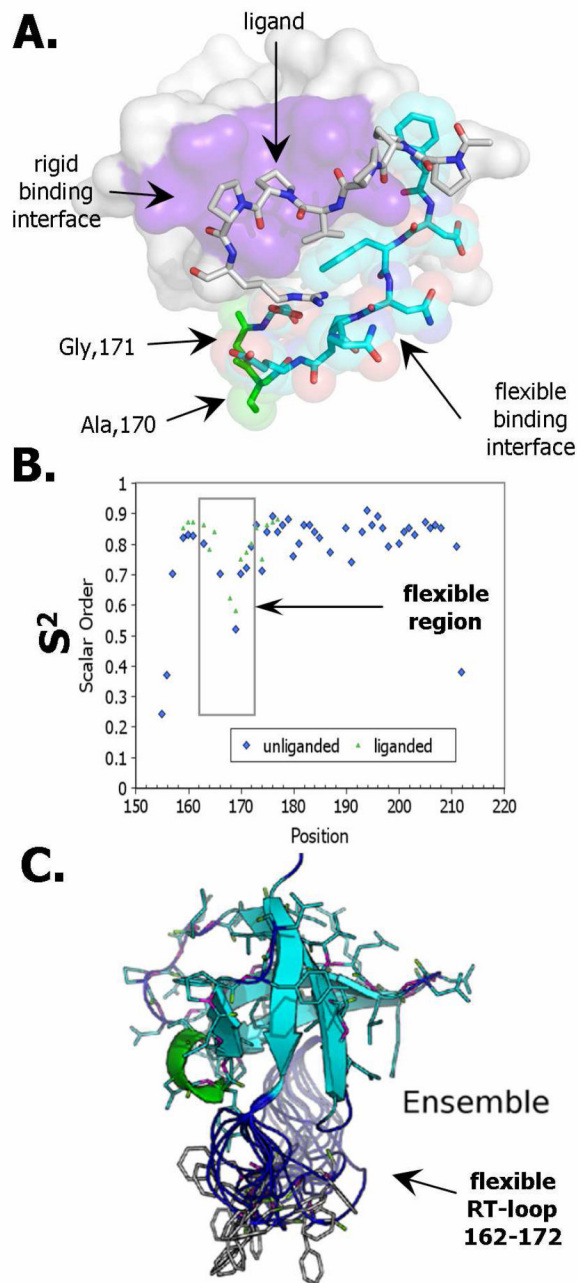 A.
ligand
rigid
binding
interface
Gly,171
Ala,170
flexible
binding
interface
B.
S²
Scalar Order
1
0.9
0.8
0.7
0.6
0.5
0.4
0.3
0.2
0.1
0
flexible
region
unliganded
liganded
150 160 170 180 190 200 210 220
Position
C.
Ensemble
flexible
RT-loop
162-172